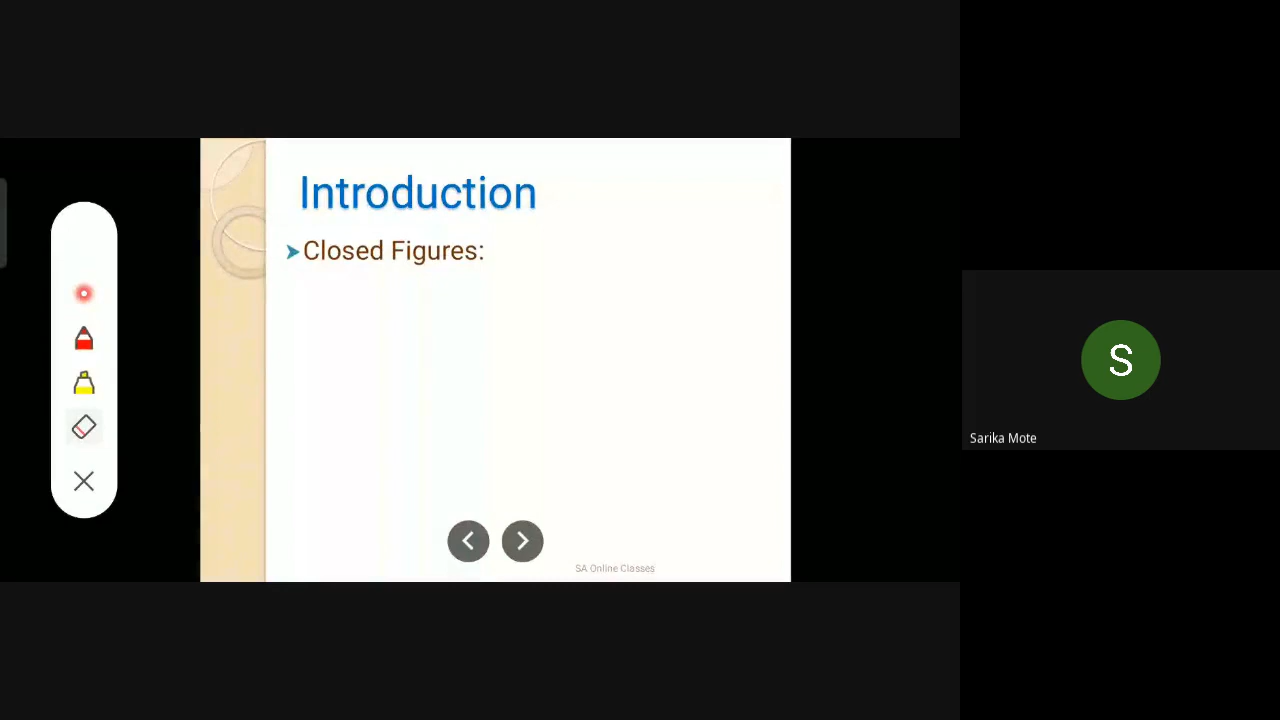 Introduction
➤Closed Figures:
SA Online Classes
S
Sarika Mote